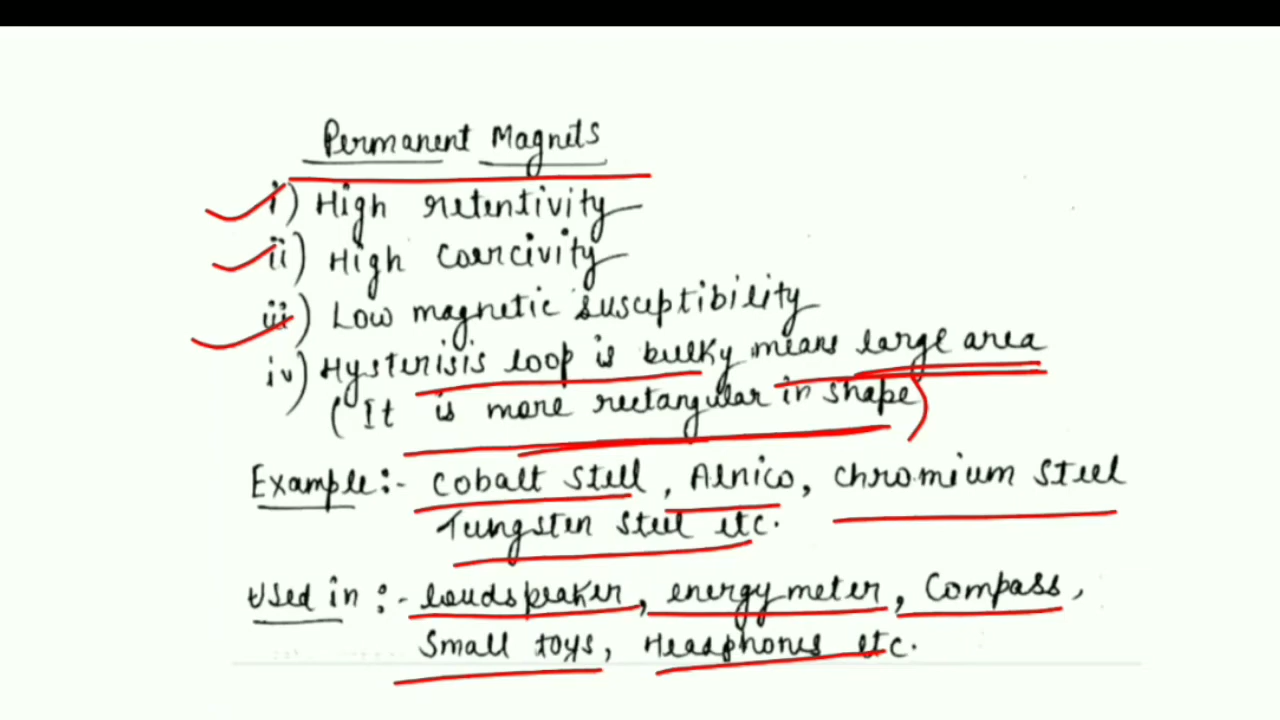 Permanent Magnets
i) High retentivity
ii) High Coercivity
iii) Low magnetic susceptibility
iv) Hysterisis loop is bulky means large area
( It is more rectangular in shape )
Example:- Cobalt Steel, Alnico, Chromium Steel
Tungsten Steel etc.
Used in :- loudspeaker, energy meter, Compass,
Small toys, Headphones etc.